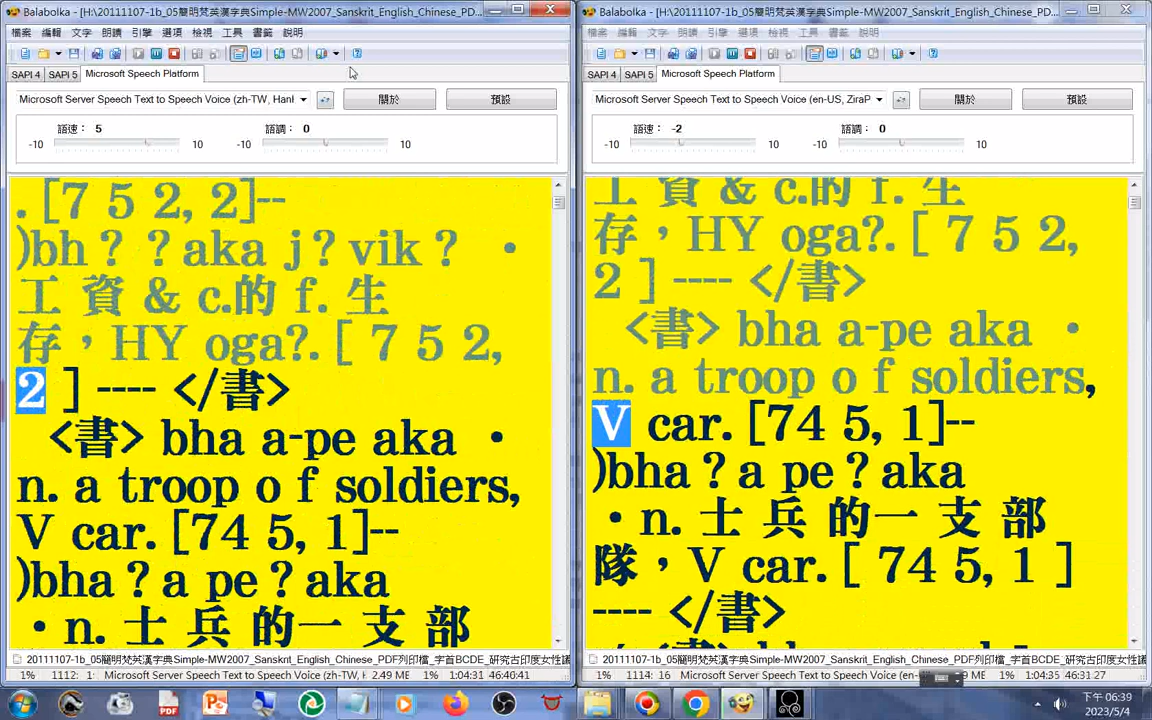 Balabolka - [H:\20111107-1b_05簡明梵英漢字典Simple-MW2007_Sanskrit_English_Chinese_PD...
檔案 編輯 文字 朗讀 引擎 選項 檢視 工具 書籤 說明
SAPI 4 SAPI 5 Microsoft Speech Platform
Microsoft Server Speech Text to Speech Voice (zh-TW, Hanl
關於 預設
語速： 5 語調： 0
-10 10 -10 10
. [7 5 2, 2]--
)bh ? ?aka j ? vik ? •
工 資 & c.的 f. 生
存，HY oga?. [ 7 5 2,
2 ] ---- </書>
<書> bha a-pe aka •
n. a troop o f soldiers,
V car. [74 5, 1]--
)bha ? a pe ? aka
• n. 士 兵 的一 支 部
20111107-1b_05簡明梵英漢字典Simple-MW2007_Sanskrit_English_Chinese_PDF列印檔_字首BCDE_研究古印度女性議
1% 1112: 1 Microsoft Server Speech Text to Speech Voice (zh-TW, H 2.49 ME 1% 1:04:31 46:40:41
Balabolka - [H:\20111107-1b_05簡明梵英漢字典Simple-MW2007_Sanskrit_English_Chinese_PD...
檔案 編輯 文字 朗讀 引擎 選項 檢視 工具 書籤 說明
SAPI 4 SAPI 5 Microsoft Speech Platform
Microsoft Server Speech Text to Speech Voice (en-US, ZiraP
關於 預設
語速： -2 語調： 0
-10 10 -10 10
工 資 & c.的 f. 生
存，HY oga?. [ 7 5 2,
2 ] ---- </書>
<書> bha a-pe aka •
n. a troop o f soldiers,
V car. [74 5, 1]--
)bha ? a pe ? aka
• n. 士 兵 的一 支 部
隊，V car. [ 74 5, 1 ]
---- </書>
20111107-1b_05簡明梵英漢字典Simple-MW2007_Sanskrit_English_Chinese_PDF列印檔_字首BCDE_研究古印度女性議
1% 1114: 16 Microsoft Server Speech Text to Speech Voice ME 1% 1:04:35 46:31:27
PDF
下午 06:39
2023/5/4